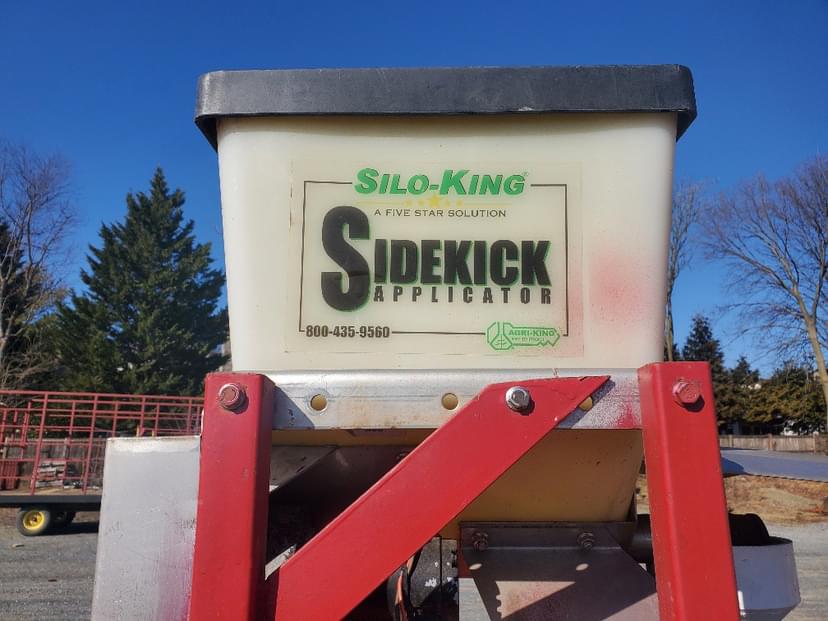 SILO-KING®
A FIVE STAR SOLUTION
SIDEKICK
APPLICATOR
800-435-9560
AGRI-KING